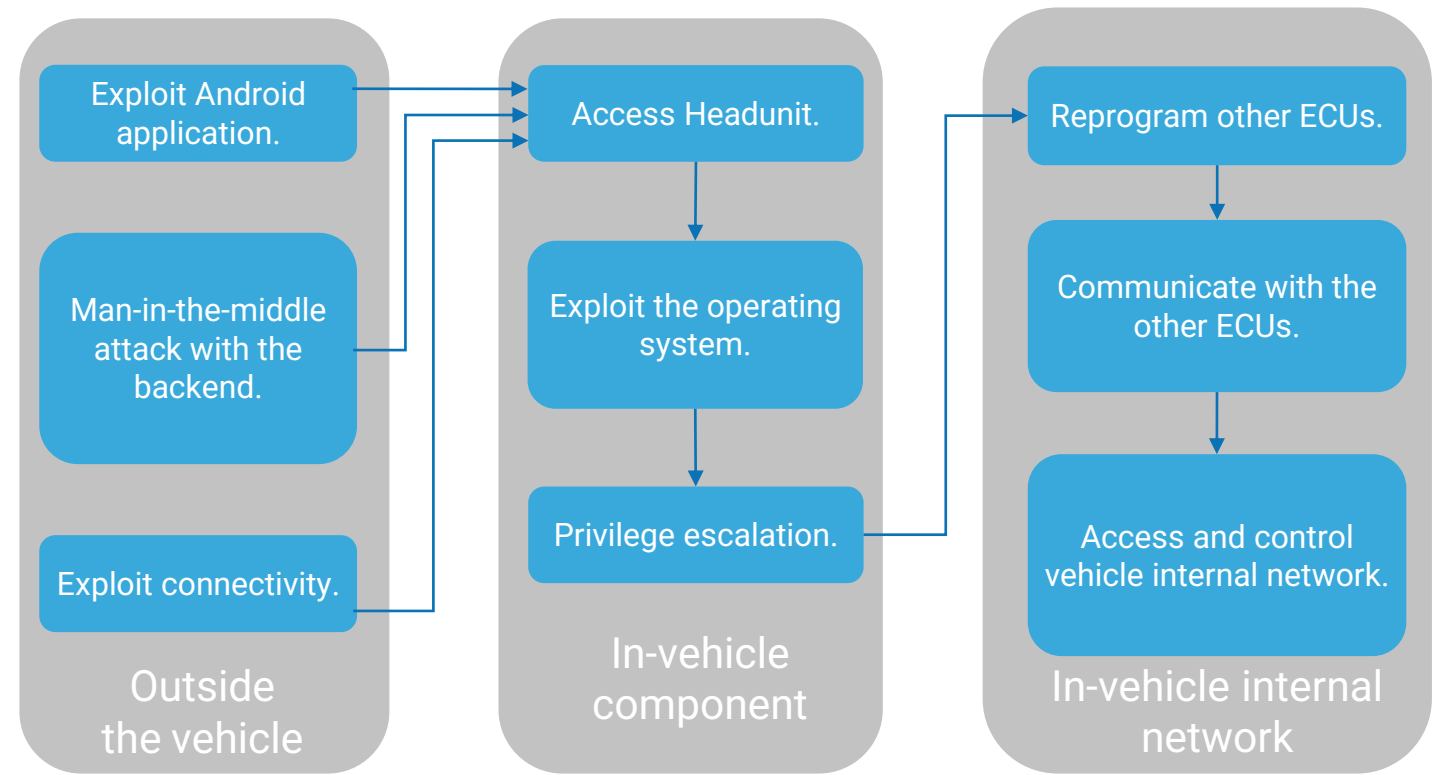 Exploit Android
application.
Man-in-the-middle
attack with the
backend.
Exploit connectivity.
Outside
the vehicle
Access Headunit.
Exploit the operating
system.
Privilege escalation.
In-vehicle
component
Reprogram other ECUs.
Communicate with the
other ECUs.
Access and control
vehicle internal network.
In-vehicle internal
network